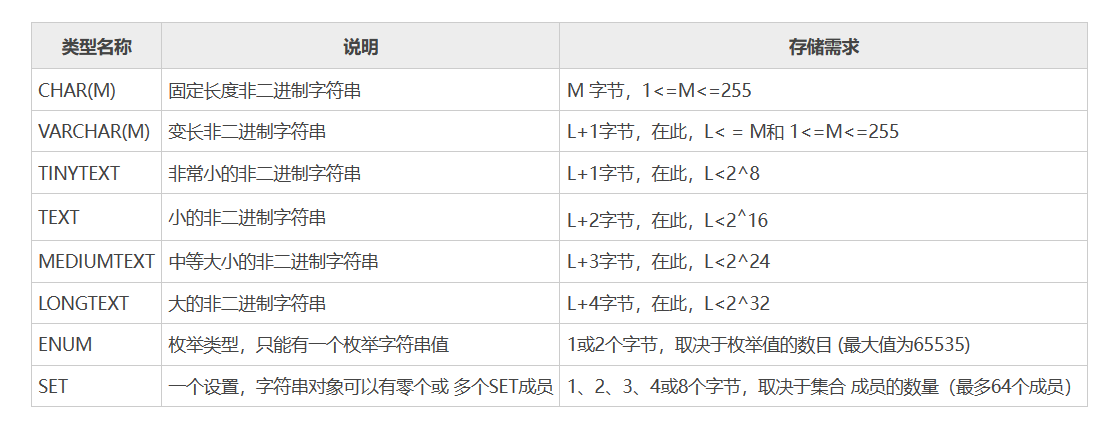 类型名称 说明 存储需求
CHAR(M) 固定长度非二进制字符串 M 字节，1<=M<=255
VARCHAR(M) 变长非二进制字符串 L+1字节，在此，L< = M和 1<=M<=255
TINYTEXT 非常小的非二进制字符串 L+1字节，在此，L<2^8
TEXT 小的非二进制字符串 L+2字节，在此，L<2^16
MEDIUMTEXT 中等大小的非二进制字符串 L+3字节，在此，L<2^24
LONGTEXT 大的非二进制字符串 L+4字节，在此，L<2^32
ENUM 枚举类型，只能有一个枚举字符串值 1或2个字节，取决于枚举值的数目 (最大值为65535)
SET 一个设置，字符串对象可以有零个或 多个SET成员 1、2、3、4或8个字节，取决于集合 成员的数量（最多64个成员）